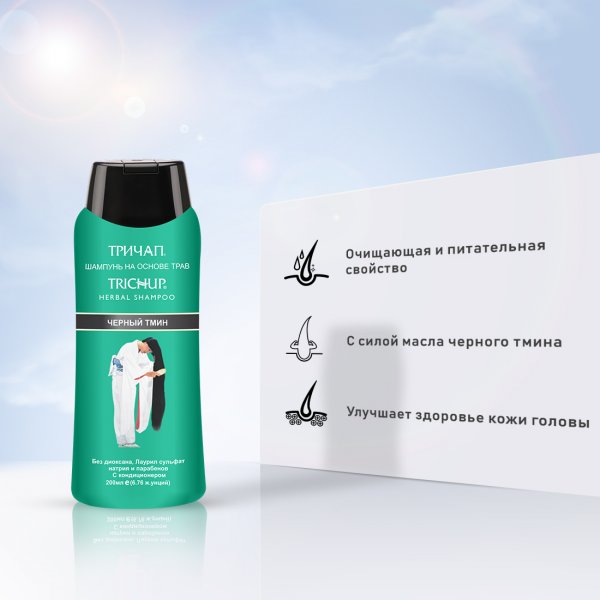 ТРИЧАП
ШАМПУНЬ НА ОСНОВЕ ТРАВ
TRICHUP
HERBAL SHAMPOO
ЧЕРНЫЙ ТМИН
Без диоксана, Лаурил сульфат
натрия и парабенов
С кондиционером
200мл e (6.76 ж.унций)
Очищающая и питательная
свойство
С силой масла черного тмина
Улучшает здоровье кожи головы